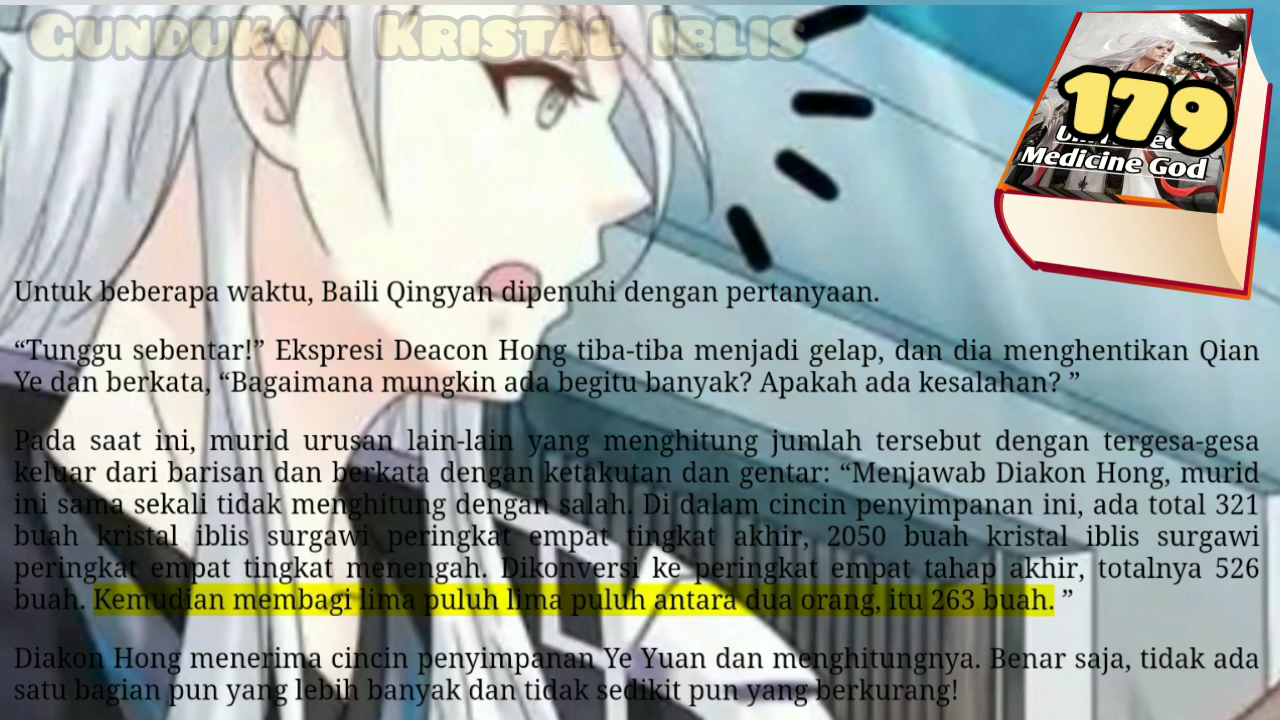 Gundukan Kristal Iblis
179
Medicine God
Untuk beberapa waktu, Baili Qingyan dipenuhi dengan pertanyaan.
“Tunggu sebentar!” Ekspresi Deacon Hong tiba-tiba menjadi gelap, dan dia menghentikan Qian
Ye dan berkata, “Bagaimana mungkin ada begitu banyak? Apakah ada kesalahan? ”
Pada saat ini, murid urusan lain-lain yang menghitung jumlah tersebut dengan tergesa-gesa
keluar dari barisan dan berkata dengan ketakutan dan gentar: “Menjawab Diakon Hong, murid
ini sama sekali tidak menghitung dengan salah. Di dalam cincin penyimpanan ini, ada total 321
buah kristal iblis surgawi peringkat empat tingkat akhir, 2050 buah kristal iblis surgawi
peringkat empat tingkat menengah. Dikonversi ke peringkat empat tahap akhir, totalnya 526
buah. Kemudian membagi lima puluh lima puluh antara dua orang, itu 263 buah. ”
Diakon Hong menerima cincin penyimpanan Ye Yuan dan menghitungnya. Benar saja, tidak ada
satu bagian pun yang lebih banyak dan tidak sedikit pun yang berkurang!